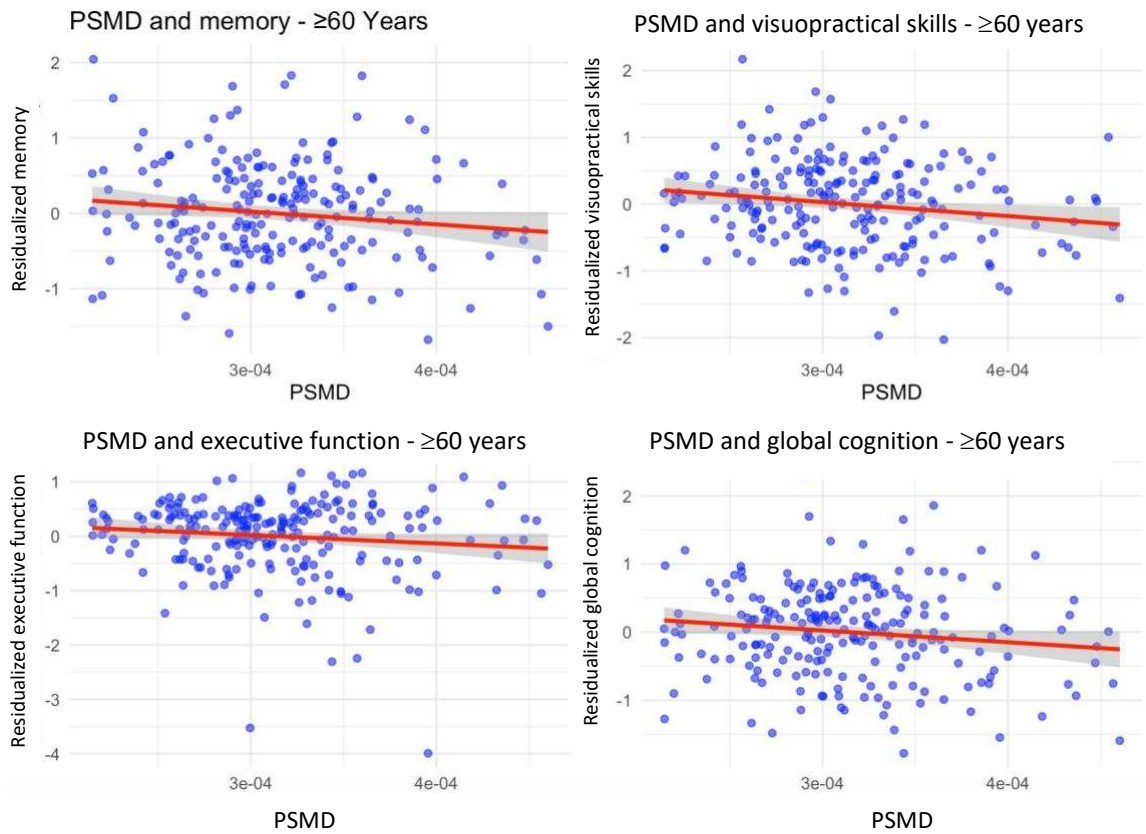 PSMD and memory - ≥60 Years
Residualized memory
2
1
0
-1
3e-04 4e-04
PSMD
PSMD and visuopractical skills - ≥60 years
Residualized visuopractical skills
2
1
0
-1
-2
3e-04 4e-04
PSMD
PSMD and executive function - ≥60 years
Residualized executive function
1
0
-1
-2
-3
-4
3e-04 4e-04
PSMD
PSMD and global cognition - ≥60 years
Residualized global cognition
2
1
0
-1
3e-04 4e-04
PSMD